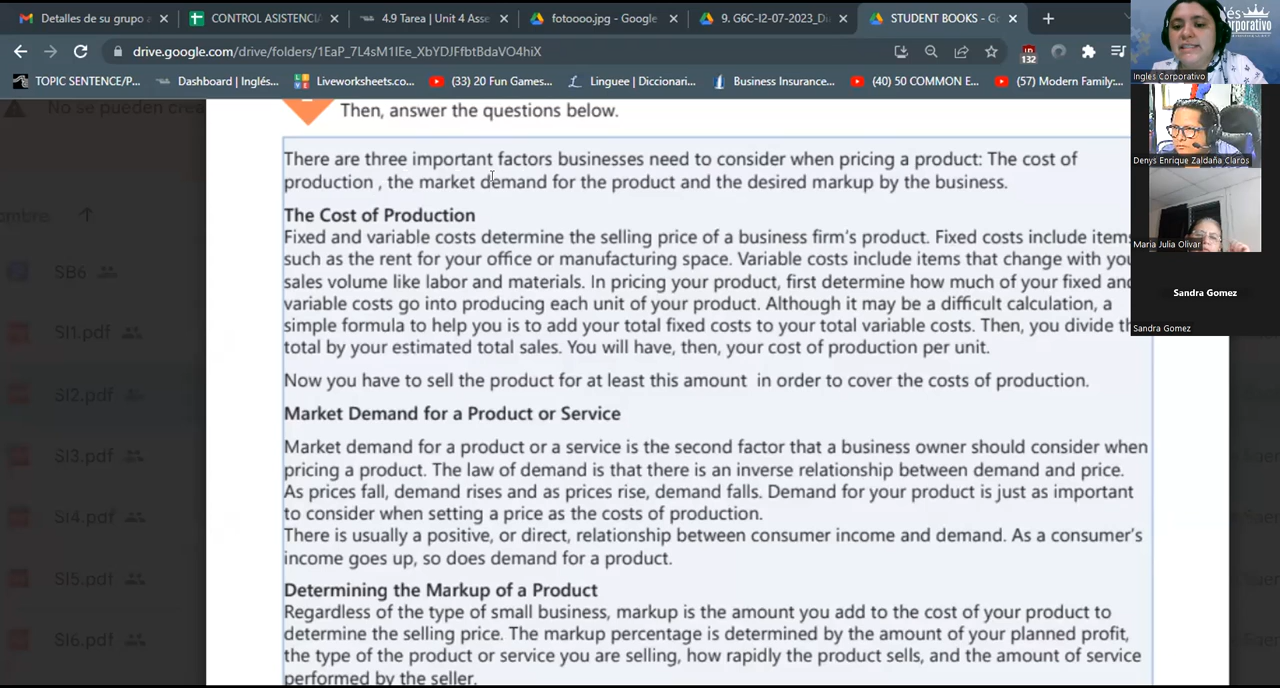 Detalles de su grupo a
CONTROL ASISTENCI
4.9 Tarea | Unit 4 Asse
fotoooo.jpg - Google
9. G6C-I2-07-2023_Du
STUDENT BOOKS - Go
drive.google.com/drive/folders/1EaP_7L4sM1IEe_XbYDJFfbtBdaVO4hiX
132
TOPIC SENTENCE/P...
Dashboard | Inglés...
Liveworksheets.co...
(33) 20 Fun Games...
Linguee | Diccionari...
Business Insurance...
(40) 50 COMMON E...
(57) Modern Family:...
Ingles Corporativo
Denys Enrique Zaldaña Claros
Maria Julia Olivar
Sandra Gomez
Sandra Gomez
No se pueden crea
SB6
SI1.pdf
SI2.pdf
SI3.pdf
SI4.pdf
SI5.pdf
SI6.pdf
Then, answer the questions below.
There are three important factors businesses need to consider when pricing a product: The cost of
production , the market demand for the product and the desired markup by the business.
The Cost of Production
Fixed and variable costs determine the selling price of a business firm's product. Fixed costs include items
such as the rent for your office or manufacturing space. Variable costs include items that change with you
sales volume like labor and materials. In pricing your product, first determine how much of your fixed and
variable costs go into producing each unit of your product. Although it may be a difficult calculation, a
simple formula to help you is to add your total fixed costs to your total variable costs. Then, you divide th
total by your estimated total sales. You will have, then, your cost of production per unit.
Now you have to sell the product for at least this amount in order to cover the costs of production.
Market Demand for a Product or Service
Market demand for a product or a service is the second factor that a business owner should consider when
pricing a product. The law of demand is that there is an inverse relationship between demand and price.
As prices fall, demand rises and as prices rise, demand falls. Demand for your product is just as important
to consider when setting a price as the costs of production.
There is usually a positive, or direct, relationship between consumer income and demand. As a consumer's
income goes up, so does demand for a product.
Determining the Markup of a Product
Regardless of the type of small business, markup is the amount you add to the cost of your product to
determine the selling price. The markup percentage is determined by the amount of your planned profit,
the type of the product or service you are selling, how rapidly the product sells, and the amount of service
performed by the seller.